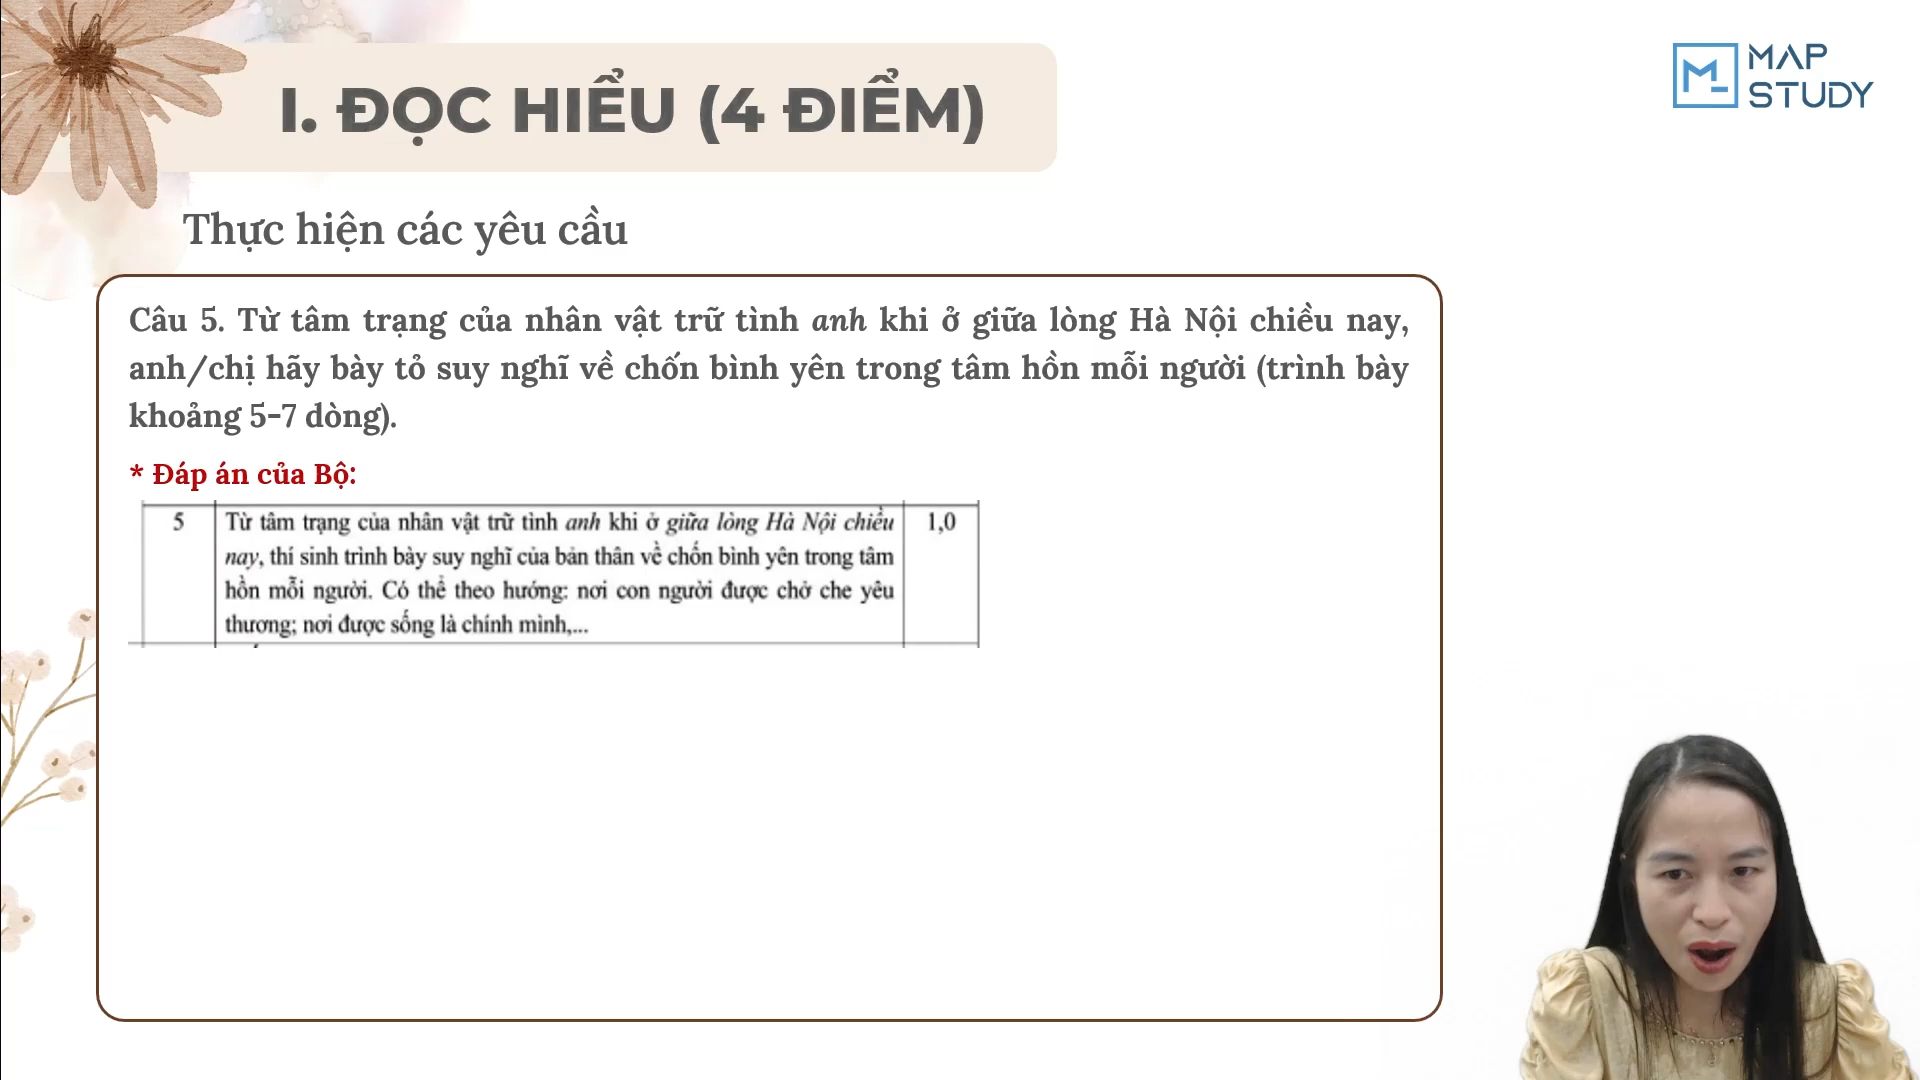 MAP
STUDY
I. ĐỌC HIỂU (4 ĐIỂM)
Thực hiện các yêu cầu
Câu 5. Từ tâm trạng của nhân vật trữ tình anh khi ở giữa lòng Hà Nội chiều nay,
anh/chị hãy bày tỏ suy nghĩ về chốn bình yên trong tâm hồn mỗi người (trình bày
khoảng 5-7 dòng).
* Đáp án của Bộ:
5 Từ tâm trạng của nhân vật trữ tình anh khi ở giữa lòng Hà Nội chiều 1,0
nay, thí sinh trình bày suy nghĩ của bản thân về chốn bình yên trong tâm
hồn mỗi người. Có thể theo hướng: nơi con người được chở che yêu
thương; nơi được sống là chính mình,...